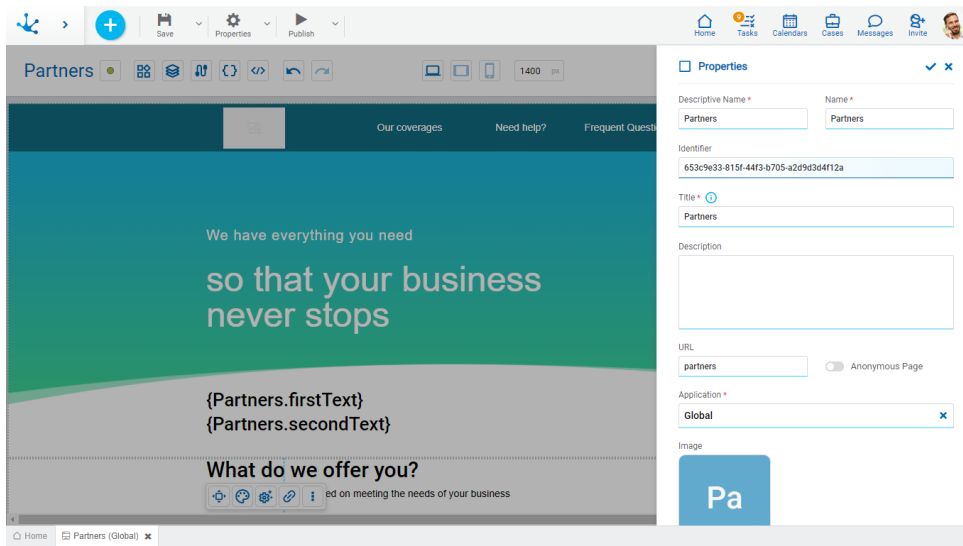 Save
Properties
Publish
Home
9
Tasks
Calendars
Cases
Messages
Invite
Partners
1400 px
Our coverages
Need help?
Frequent Questi
We have everything you need
so that your business
never stops
{Partners.firstText}
{Partners.secondText}
What do we offer you?
ed on meeting the needs of your business
Properties
Descriptive Name *
Name *
Partners
Partners
Identifier
653c9e33-815f-44f3-b705-a2d9d3d4f12a
Title *
Partners
Description
URL
partners
Anonymous Page
Application *
Global
Image
Pa
Home
Partners (Global)